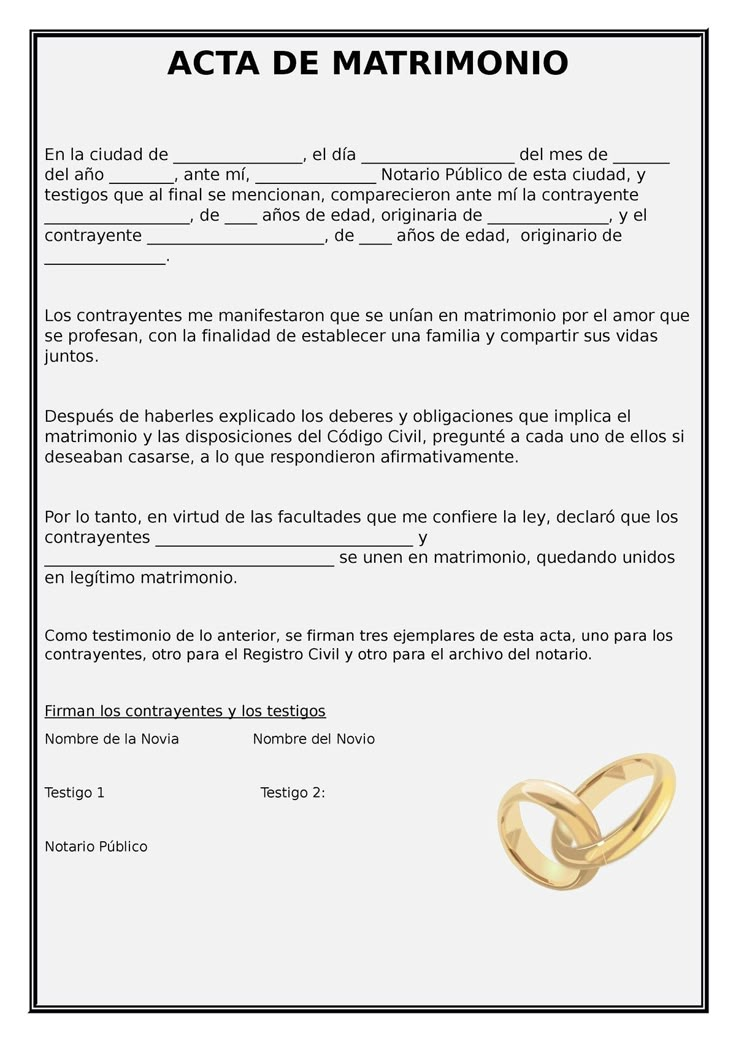 ACTA DE MATRIMONIO
En la ciudad de ________________, el día ___________________ del mes de _______
del año ________, ante mí, _______________ Notario Público de esta ciudad, y
testigos que al final se mencionan, comparecieron ante mí la contrayente
__________________, de ____ años de edad, originaria de _______________, y el
contrayente ______________________, de ____ años de edad,  originario de
_______________.
Los contrayentes me manifestaron que se unían en matrimonio por el amor que
se profesan, con la finalidad de establecer una familia y compartir sus vidas
juntos.
Después de haberles explicado los deberes y obligaciones que implica el
matrimonio y las disposiciones del Código Civil, pregunté a cada uno de ellos si
deseaban casarse, a lo que respondieron afirmativamente.
Por lo tanto, en virtud de las facultades que me confiere la ley, declaró que los
contrayentes ________________________________ y
____________________________________ se unen en matrimonio, quedando unidos
en legítimo matrimonio.
Como testimonio de lo anterior, se firman tres ejemplares de esta acta, uno para los
contrayentes, otro para el Registro Civil y otro para el archivo del notario.
Firman los contrayentes y los testigos
Nombre de la Novia Nombre del Novio
Testigo 1 Testigo 2:
Notario Público